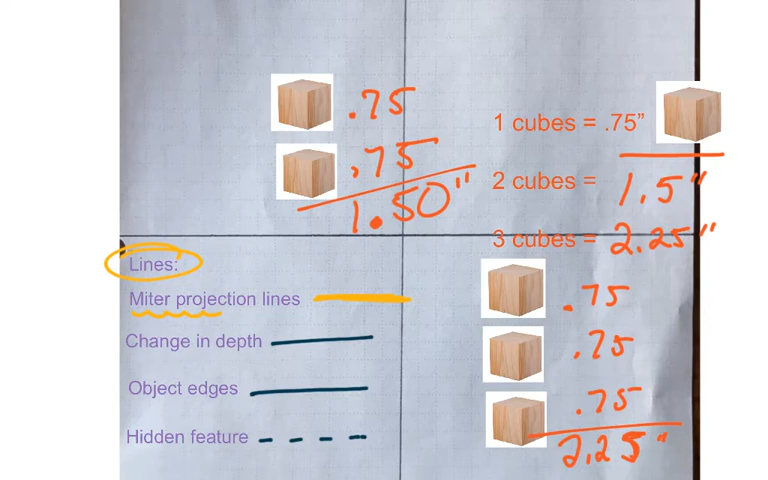 .75
.75
1.50"
1 cubes = .75”
2 cubes = 1.5"
3 cubes = 2.25"
.75
.75
.75
2.25"
Lines:
Miter projection lines
Change in depth
Object edges
Hidden feature